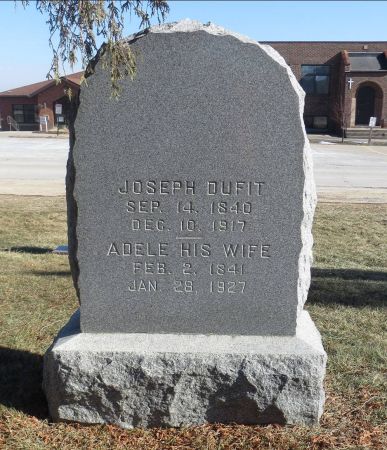 JOSEPH DUFIT
SEP. 14, 1840
DEC. 10, 1917
ADELE HIS WIFE
FEB. 2, 1841
JAN. 28, 1927